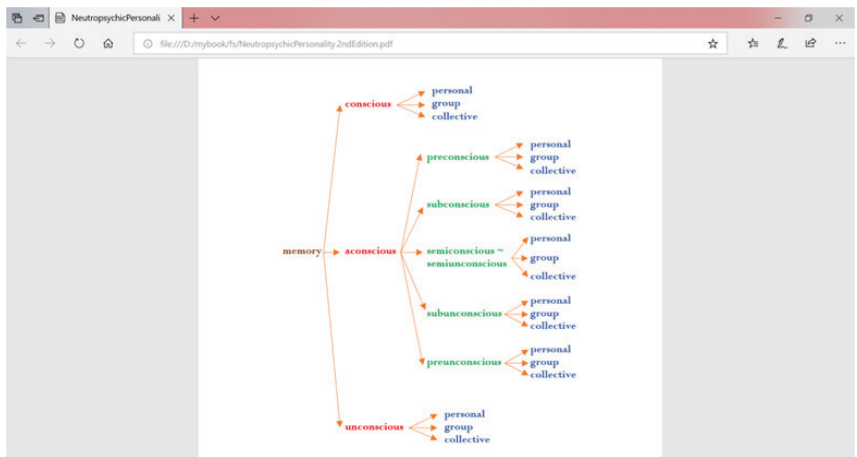 NeutropsychicPersonali
file:///D:/mybook/fs/NeutropsychicPersonality.2ndEdition.pdf
personal
conscious
group
collective
personal
preconscious
group
collective
personal
subconscious
group
collective
personal
memory
aconscious
semiconscious ~
semiunconscious
group
collective
personal
subunconscious
group
collective
personal
preunconscious
group
collective
personal
unconscious
group
collective